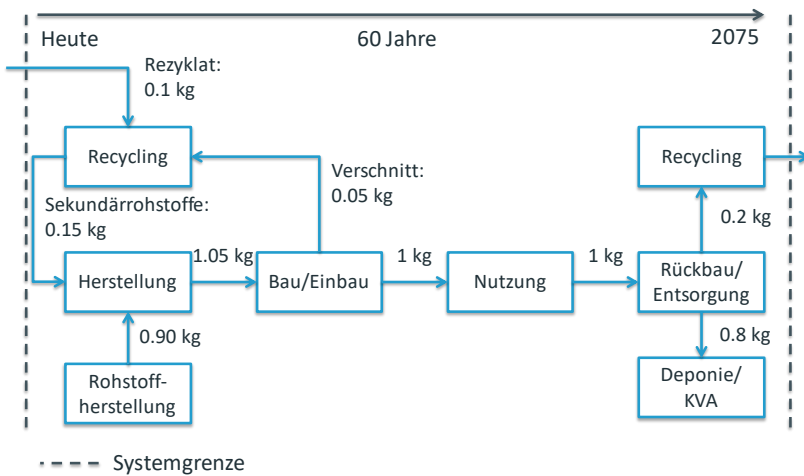 Heute
60 Jahre
2075
Rezyklat:
0.1 kg
Recycling
Verschnitt:
0.05 kg
Recycling
Sekundärrohstoffe:
0.15 kg
0.2 kg
1.05 kg
1 kg
1 kg
Herstellung
Bau/Einbau
Nutzung
Rückbau/
Entsorgung
0.90 kg
0.8 kg
Rohstoff-
herstellung
Deponie/
KVA
Systemgrenze